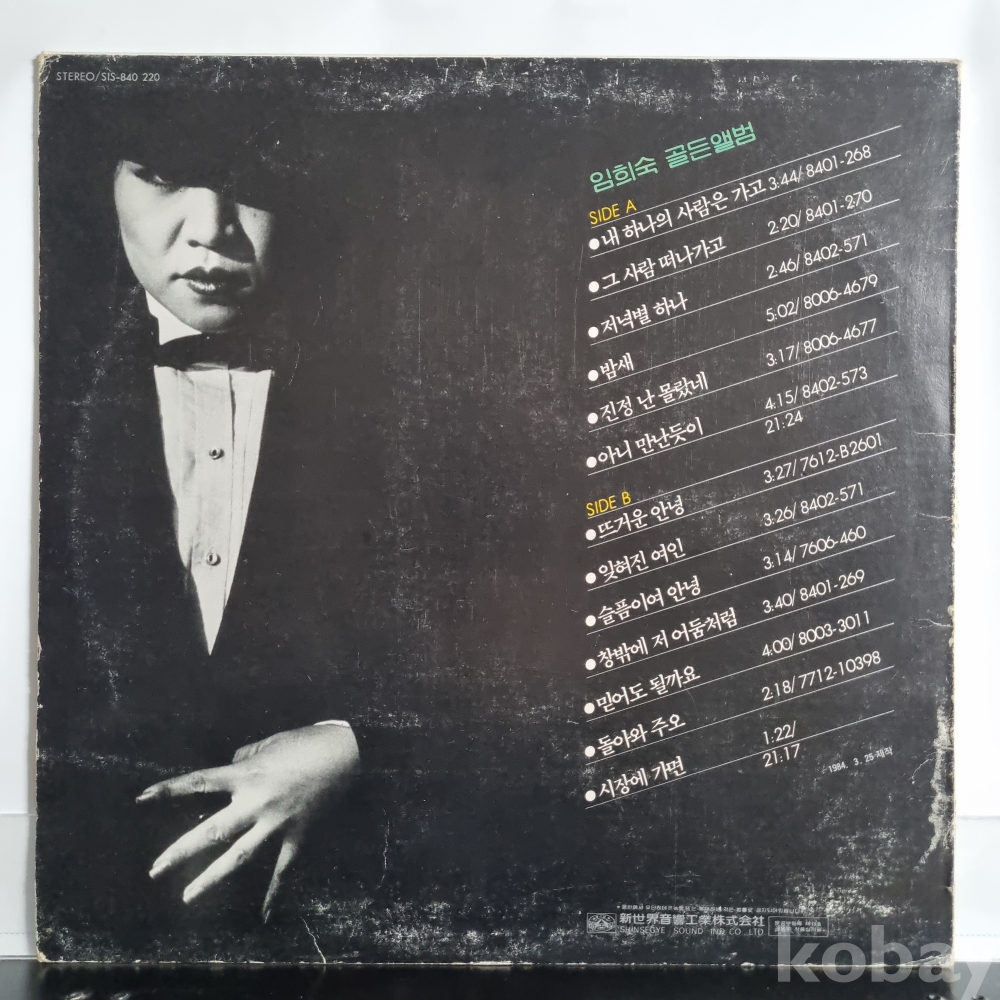 STEREO/SIS-840 220
임희숙 골든앨범
SIDE A
●내 하나의 사람은 가고 3:44/8401-268
●그 사람 떠나가고 2:20/8401-270
●저녁별 하나 2:46/8402-571
●밤새 5:02/8006-4679
●진정 난 몰랐네 3:17/8006-4677
●아니 만난듯이 4:15/8402-573
21:24
SIDE B
●뜨거운 안녕 3:27/7612-B2601
●잊혀진 여인 3:26/8402-571
●슬픔이여 안녕 3:14/7606-460
●창밖에 저 어둠처럼 3:40/8401-269
●믿어도 될까요 4:00/8003-3011
●돌아와 주오 2:18/7712-10398
●시장에 가면 1:22/
21:17
1984. 3. 25 제작
新世界音響工業株式会社
SHINSEGYE SOUND IND. CO., LTD
kobay